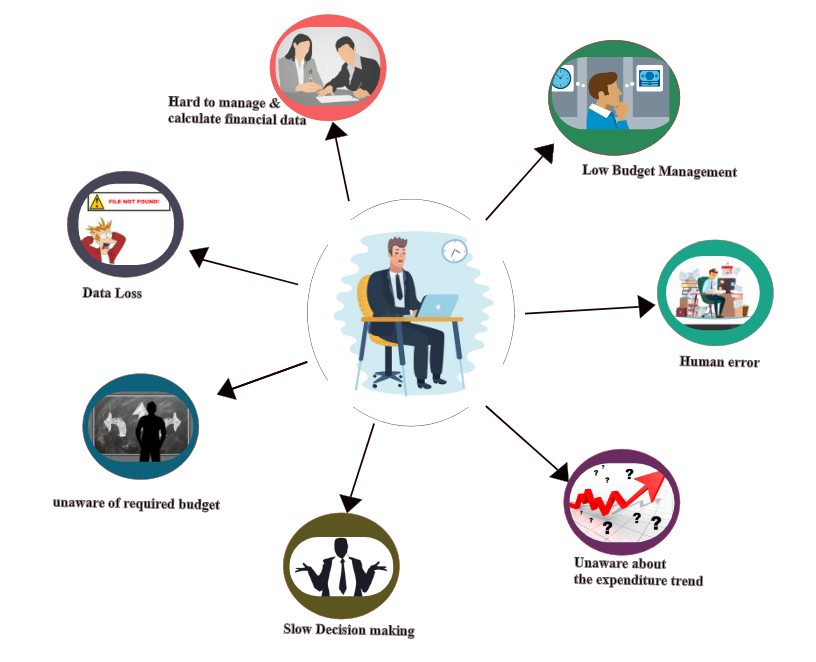 Hard to manage &
calculate financial data
Low Budget Management
FILE NOT FOUND!
Data Loss
Human error
unaware of required budget
Unaware about
the expenditure trend
Slow Decision making
? ? ? ? ? ? ? ? ?